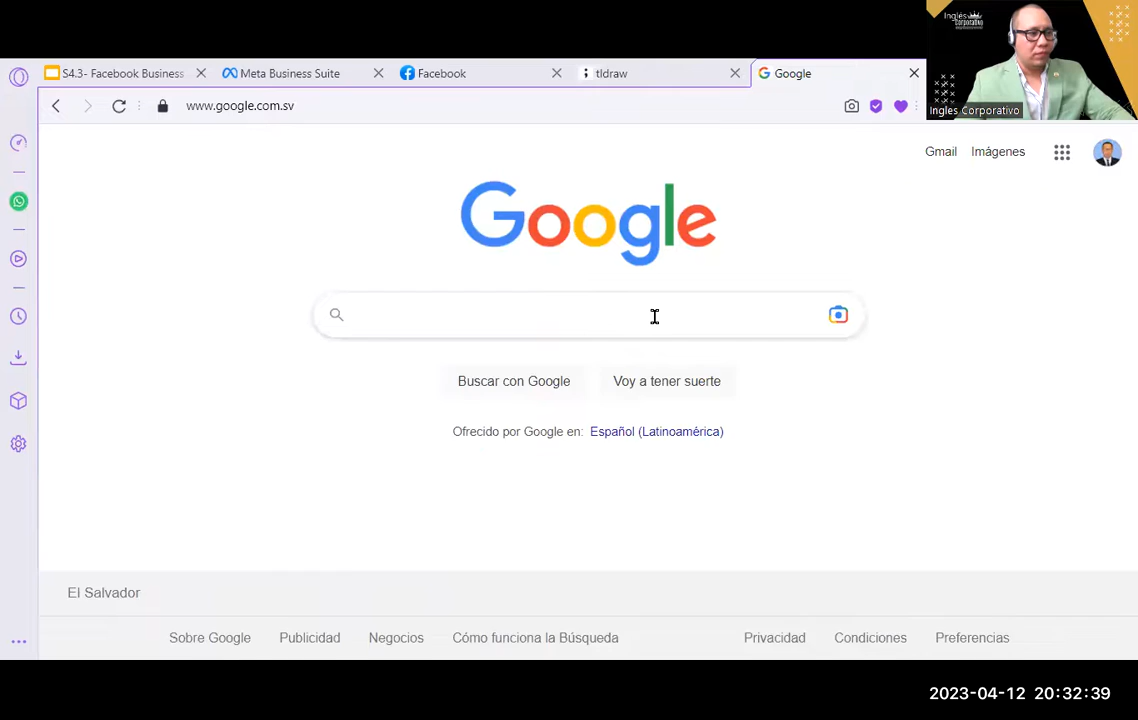 S4.3- Facebook Business
Meta Business Suite
Facebook
tldraw
Google
www.google.com.sv
Inglés
Corporativo
Ingles Corporativo
Gmail
Imágenes
Google
Buscar con Google
Voy a tener suerte
Ofrecido por Google en: Español (Latinoamérica)
El Salvador
Sobre Google
Publicidad
Negocios
Cómo funciona la Búsqueda
Privacidad
Condiciones
Preferencias
2023-04-12 20:32:39